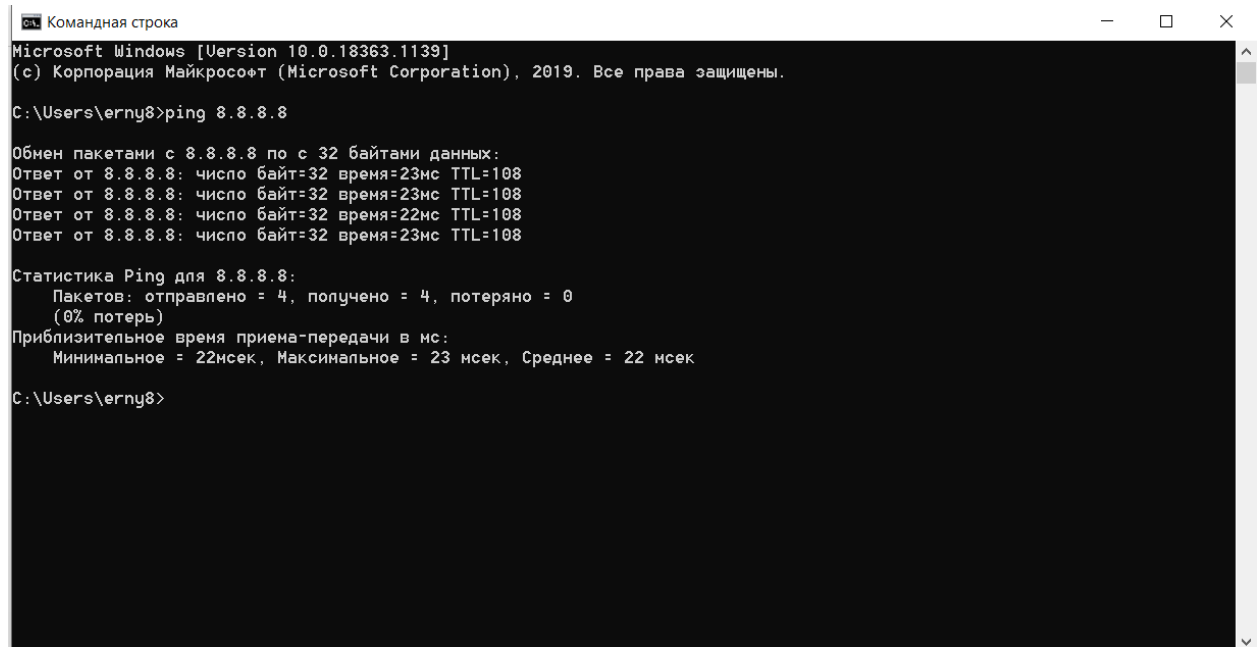 Командная строка
Microsoft Windows [Version 10.0.18363.1139]
(c) Корпорация Майкрософт (Microsoft Corporation), 2019. Все права защищены.
C:\Users\erny8>ping 8.8.8.8
Обмен пакетами с 8.8.8.8 по с 32 байтами данных:
Ответ от 8.8.8.8: число байт=32 время=23мс TTL=108
Ответ от 8.8.8.8: число байт=32 время=23мс TTL=108
Ответ от 8.8.8.8: число байт=32 время=22мс TTL=108
Ответ от 8.8.8.8: число байт=32 время=23мс TTL=108
Статистика Ping для 8.8.8.8:
Пакетов: отправлено = 4, получено = 4, потеряно = 0
(0% потерь)
Приблизительное время приема-передачи в мс:
Минимальное = 22мсек, Максимальное = 23 мсек, Среднее = 22 мсек
C:\Users\erny8>